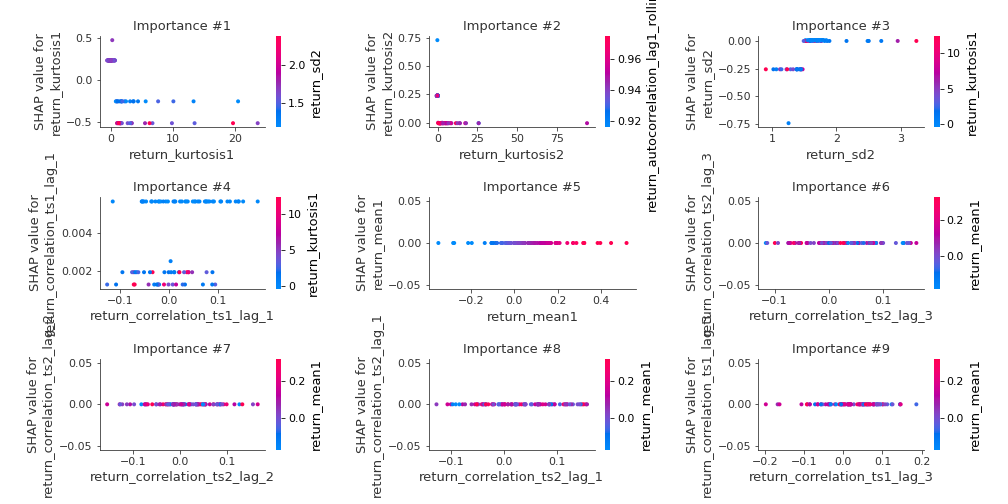 Importance #1
SHAP value for
return_kurtosis1
0.5
0.0
−0.5
0
10
20
return_kurtosis1
2.0
1.5
return_sd2
Importance #2
SHAP value for
return_kurtosis2
0.75
0.50
0.25
0.00
0
25
50
75
return_kurtosis2
0.96
0.94
0.92
Importance #3
SHAP value for
return_sd2
0.00
−0.25
−0.50
−0.75
1
2
3
return_sd2
10
5
0
return_kurtosis1
Importance #4
SHAP value for
return_correlation_ts1_lag_1
0.004
0.002
−0.1
0.0
0.1
return_correlation_ts1_lag_1
10
5
0
return_kurtosis1
Importance #5
SHAP value for
return_mean1
0.05
0.00
−0.05
−0.2
0.0
0.2
0.4
return_mean1
Importance #6
SHAP value for
return_correlation_ts2_lag_3
0.05
0.00
−0.05
−0.1
0.0
0.1
return_correlation_ts2_lag_3
0.2
0.0
return_mean1
Importance #7
SHAP value for
0.05
0.00
−0.05
−0.1
0.0
0.1
return_correlation_ts2_lag_2
0.2
0.0
return_mean1
Importance #8
SHAP value for
return_correlation_ts2_lag_1
0.05
0.00
−0.05
−0.1
0.0
0.1
return_correlation_ts2_lag_1
0.2
0.0
return_mean1
Importance #9
SHAP value for
0.05
0.00
−0.05
−0.2
−0.1
0.0
0.1
0.2
return_correlation_ts1_lag_3
0.2
0.0
return_mean1